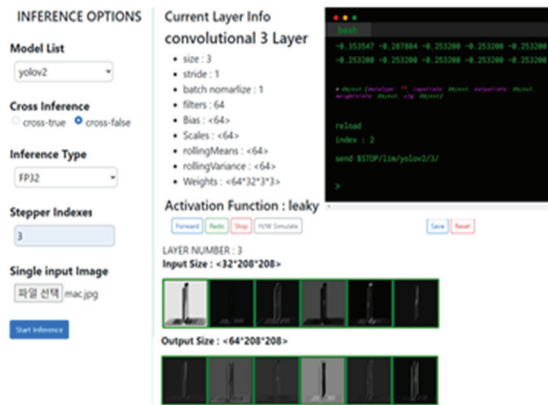 INFERENCE OPTIONS
Model List
yolov2
Cross Inference
cross-true cross-false
Inference Type
FP32
Stepper Indexes
3
Single input Image
파일 선택 mac.jpg
Start Inference
Current Layer Info
convolutional 3 Layer
size : 3
stride : 1
batch nomarlize : 1
filters : 64
Bias : <64>
Scales : <64>
rollingMeans : <64>
rollingVariance : <64>
Weights : <64*32*3*3>
Activation Function : leaky
Forward Redo Stop H/W Simulate Save Reset
LAYER NUMBER : 3
Input Size : <32*208*208>
Output Size : <64*208*208>
bash
-0.353547 -0.287804 -0.253200 -0.253200 -0.253200
-0.253200 -0.253200 -0.253200 -0.253200 -0.253200
reload
index : 2
send $STOP/lim/yolov2/3/
>